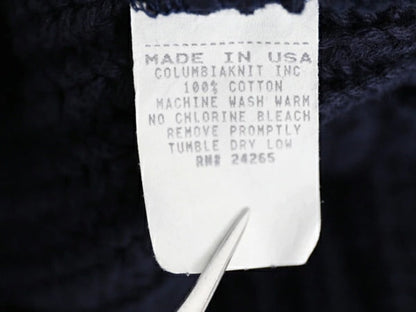 MADE IN USA
COLUMBIAKNIT INC
100% COTTON
MACHINE WASH WARM
NO CHLORINE BLEACH
REMOVE PROMPTLY
TUMBLE DRY LOW
RN# 24265